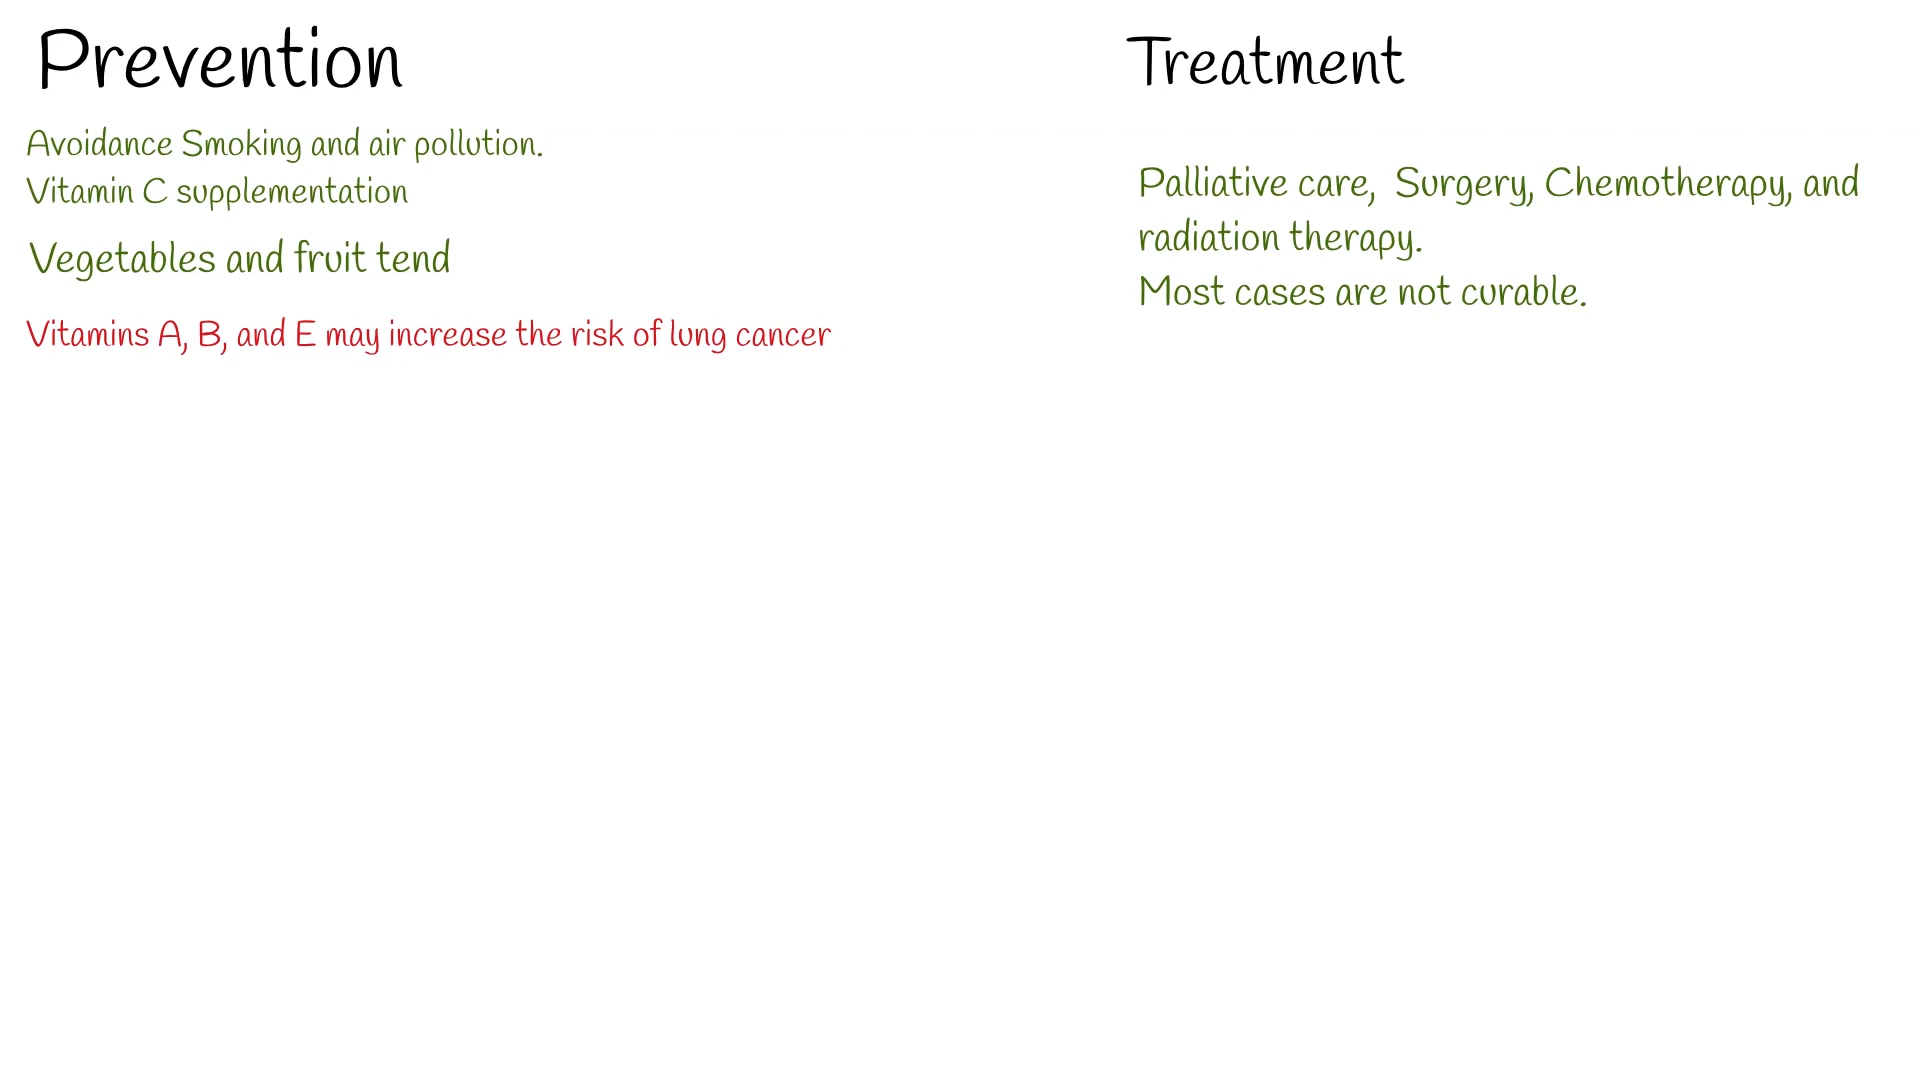 Prevention
Avoidance Smoking and air pollution.
Vitamin C supplementation
Vegetables and fruit tend
Vitamins A, B, and E may increase the risk of lung cancer
Treatment
Palliative care,  Surgery, Chemotherapy, and
radiation therapy.
Most cases are not curable.